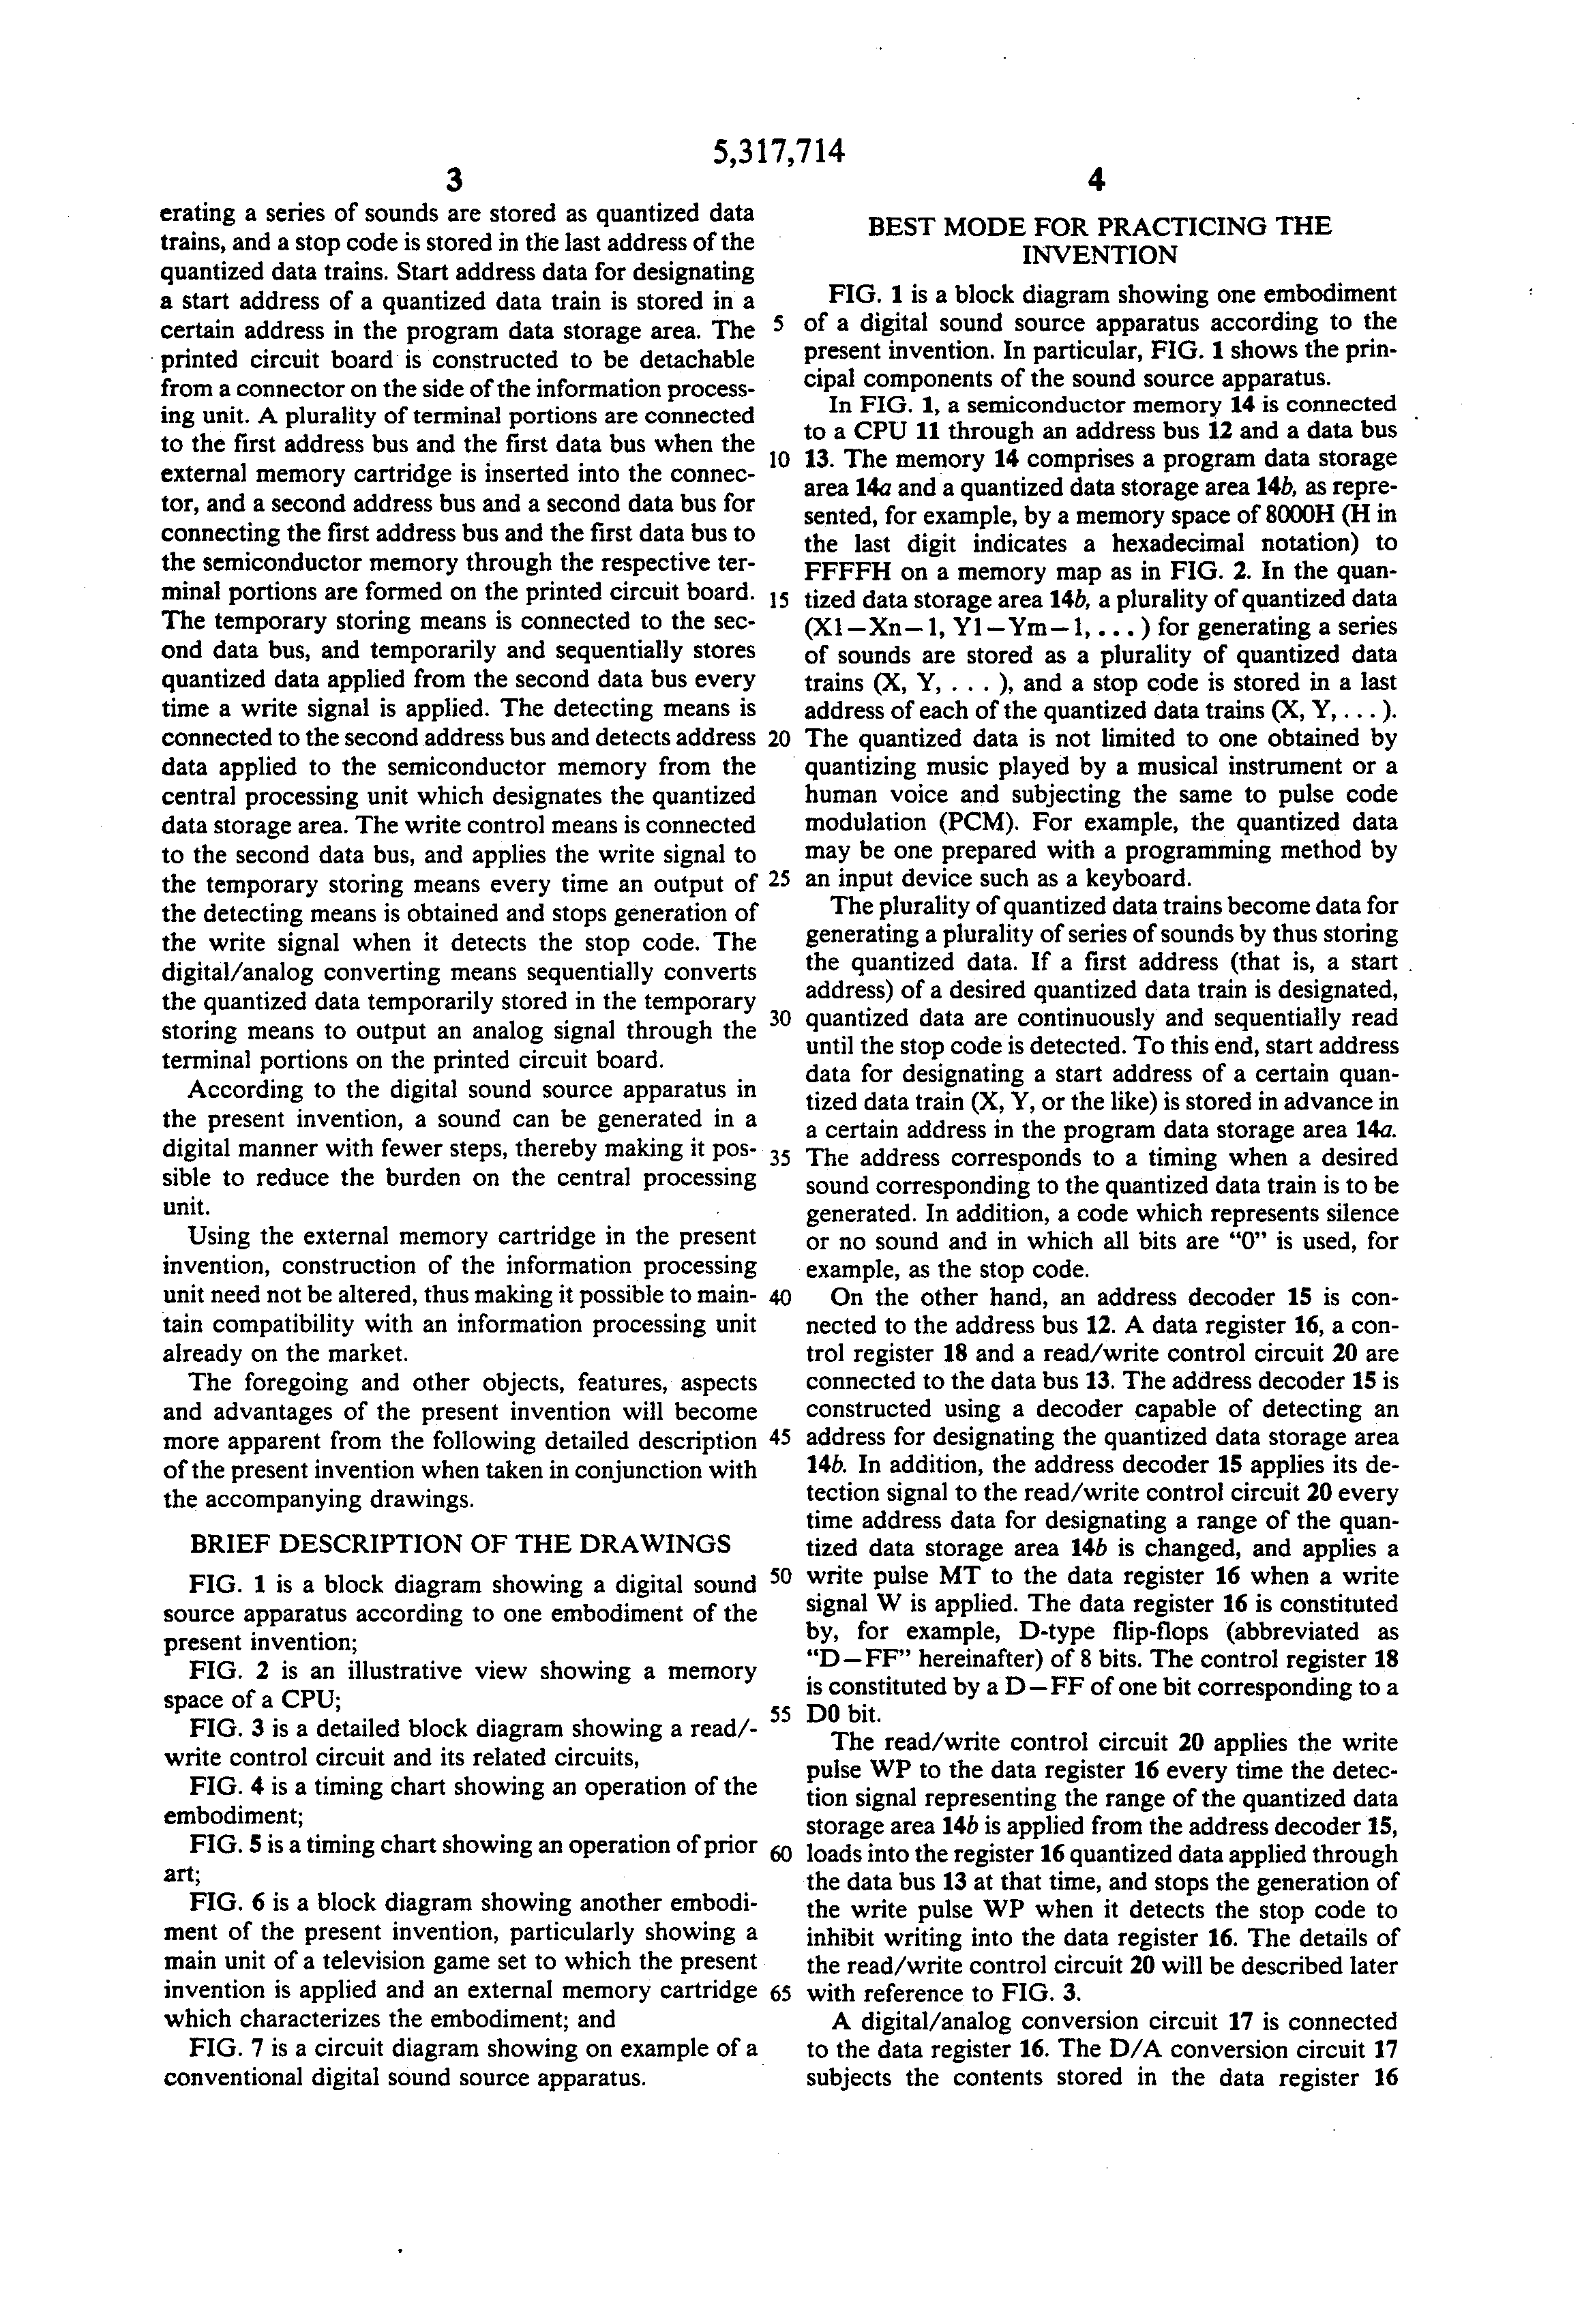 5,317,714
3
erating a series of sounds are stored as quantized data
trains, and a stop code is stored in the last address of the
quantized data trains. Start address data for designating
a start address of a quantized data train is stored in a
certain address in the program data storage area. The
printed circuit board is constructed to be detachable
from a connector on the side of the information process-
ing unit. A plurality of terminal portions are connected
to the first address bus and the first data bus when the
external memory cartridge is inserted into the connec-
tor, and a second address bus and a second data bus for
connecting the first address bus and the first data bus to
the semiconductor memory through the respective ter-
minal portions are formed on the printed circuit board.
The temporary storing means is connected to the sec-
ond data bus, and temporarily and sequentially stores
quantized data applied from the second data bus every
time a write signal is applied. The detecting means is
connected to the second address bus and detects address
data applied to the semiconductor memory from the
central processing unit which designates the quantized
data storage area. The write control means is connected
to the second data bus, and applies the write signal to
the temporary storing means every time an output of
the detecting means is obtained and stops generation of
the write signal when it detects the stop code. The
digital/analog converting means sequentially converts
the quantized data temporarily stored in the temporary
storing means to output an analog signal through the
terminal portions on the printed circuit board.
According to the digital sound source apparatus in
the present invention, a sound can be generated in a
digital manner with fewer steps, thereby making it pos-
sible to reduce the burden on the central processing
unit.
Using the external memory cartridge in the present
invention, construction of the information processing
unit need not be altered, thus making it possible to main-
tain compatibility with an information processing unit
already on the market.
The foregoing and other objects, features, aspects
and advantages of the present invention will become
more apparent from the following detailed description
of the present invention when taken in conjunction with
the accompanying drawings.
BRIEF DESCRIPTION OF THE DRAWINGS
FIG. 1 is a block diagram showing a digital sound
source apparatus according to one embodiment of the
present invention;
FIG. 2 is an illustrative view showing a memory
space of a CPU;
FIG. 3 is a detailed block diagram showing a read/-
write control circuit and its related circuits,
FIG. 4 is a timing chart showing an operation of the
embodiment;
FIG. 5 is a timing chart showing an operation of prior
art;
FIG. 6 is a block diagram showing another embodi-
ment of the present invention, particularly showing a
main unit of a television game set to which the present
invention is applied and an external memory cartridge
which characterizes the embodiment; and
FIG. 7 is a circuit diagram showing on example of a
conventional digital sound source apparatus.
4
BEST MODE FOR PRACTICING THE
INVENTION
FIG. 1 is a block diagram showing one embodiment
5 of a digital sound source apparatus according to the
present invention. In particular, FIG. 1 shows the prin-
cipal components of the sound source apparatus.
In FIG. 1, a semiconductor memory 14 is connected
to a CPU 11 through an address bus 12 and a data bus
10 13. The memory 14 comprises a program data storage
area 14a and a quantized data storage area 14b, as repre-
sented, for example, by a memory space of 8000H (H in
the last digit indicates a hexadecimal notation) to
FFFFH on a memory map as in FIG. 2. In the quan-
15 tized data storage area 14b, a plurality of quantized data
(X1—Xn—1, Y1—Ym—1, . . . ) for generating a series
of sounds are stored as a plurality of quantized data
trains (X, Y, . . . ), and a stop code is stored in a last
address of each of the quantized data trains (X, Y, . . . ).
20 The quantized data is not limited to one obtained by
quantizing music played by a musical instrument or a
human voice and subjecting the same to pulse code
modulation (PCM). For example, the quantized data
may be one prepared with a programming method by
25 an input device such as a keyboard.
The plurality of quantized data trains become data for
generating a plurality of series of sounds by thus storing
the quantized data. If a first address (that is, a start
address) of a desired quantized data train is designated,
30 quantized data are continuously and sequentially read
until the stop code is detected. To this end, start address
data for designating a start address of a certain quan-
tized data train (X, Y, or the like) is stored in advance in
a certain address in the program data storage area 14a.
35 The address corresponds to a timing when a desired
sound corresponding to the quantized data train is to be
generated. In addition, a code which represents silence
or no sound and in which all bits are “0” is used, for
example, as the stop code.
40 On the other hand, an address decoder 15 is con-
nected to the address bus 12. A data register 16, a con-
trol register 18 and a read/write control circuit 20 are
connected to the data bus 13. The address decoder 15 is
constructed using a decoder capable of detecting an
45 address for designating the quantized data storage area
14b. In addition, the address decoder 15 applies its de-
tection signal to the read/write control circuit 20 every
time address data for designating a range of the quan-
tized data storage area 14b is changed, and applies a
50 write pulse MT to the data register 16 when a write
signal W is applied. The data register 16 is constituted
by, for example, D-type flip-flops (abbreviated as
“D—FF” hereinafter) of 8 bits. The control register 18
is constituted by a D—FF of one bit corresponding to a
55 D0 bit.
The read/write control circuit 20 applies the write
pulse WP to the data register 16 every time the detec-
tion signal representing the range of the quantized data
storage area 14b is applied from the address decoder 15,
60 loads into the register 16 quantized data applied through
the data bus 13 at that time, and stops the generation of
the write pulse WP when it detects the stop code to
inhibit writing into the data register 16. The details of
the read/write control circuit 20 will be described later
65 with reference to FIG. 3.
A digital/analog conversion circuit 17 is connected
to the data register 16. The D/A conversion circuit 17
subjects the contents stored in the data register 16